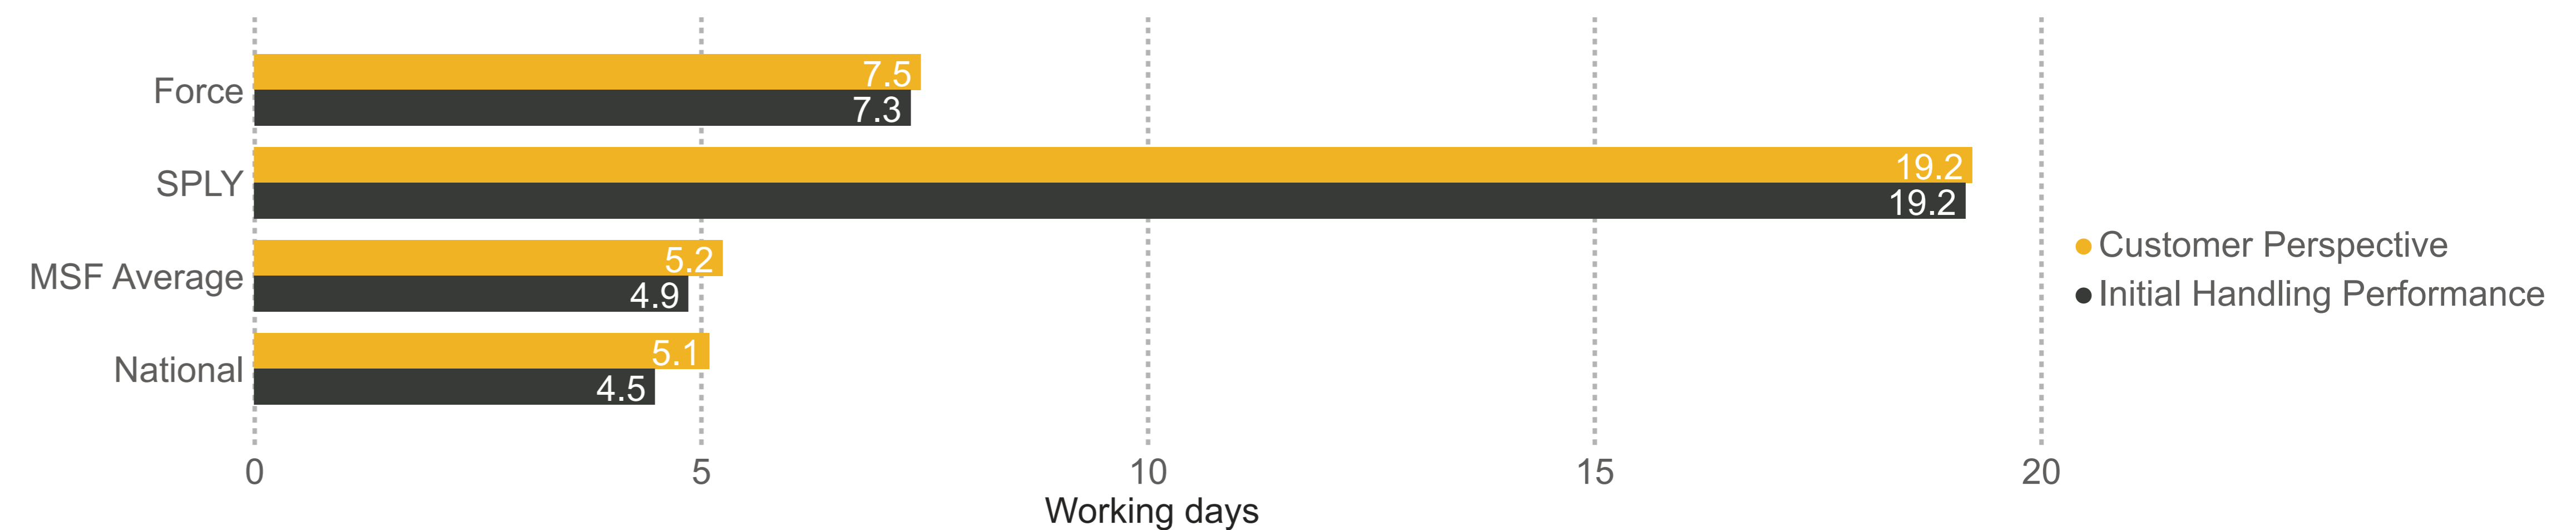 Force
7.5
7.3
SPLY
19.2
19.2
MSF Average
5.2
4.9
National
5.1
4.5
0 5 10 15 20
Working days
Customer Perspective
Initial Handling Performance